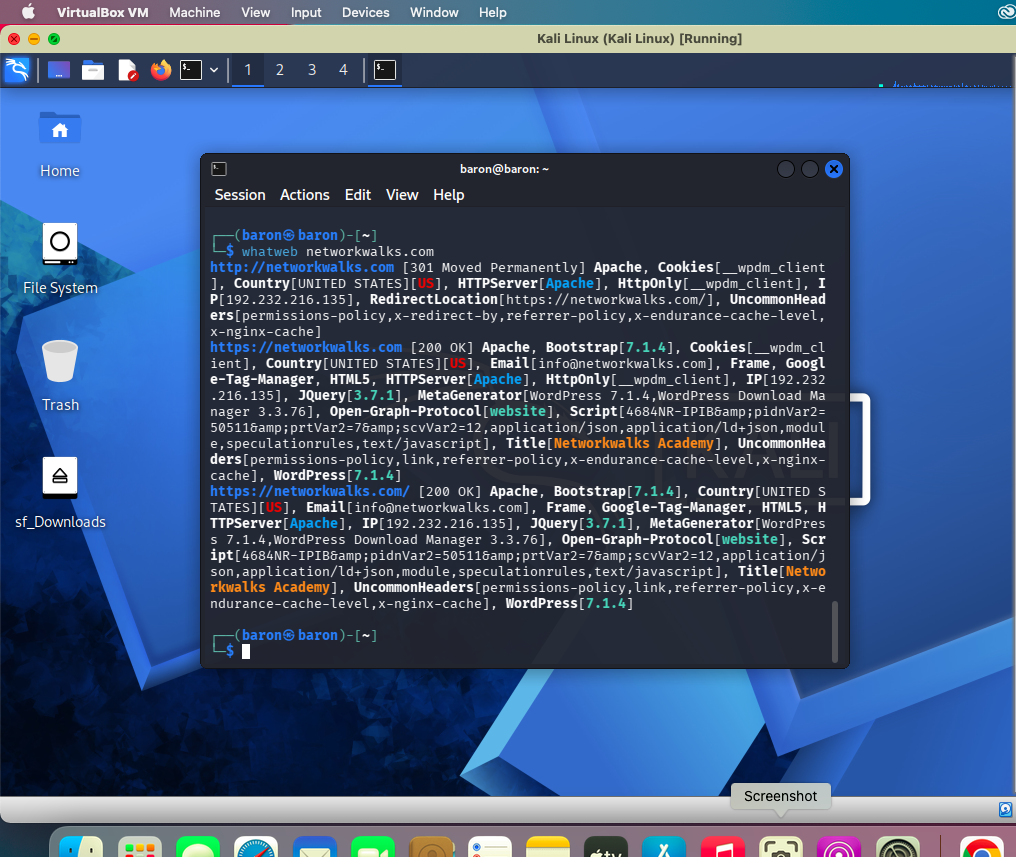 VirtualBox VM Machine View Input Devices Window Help
Kali Linux (Kali Linux) [Running]
1 2 3 4
Home
File System
Trash
sf_Downloads
baron@baron: ~
Session Actions Edit View Help
┌──(baron㉿baron)-[~]
└─$ whatweb networkwalks.com
http://networkwalks.com [301 Moved Permanently] Apache, Cookies[__wpdm_client
], Country[UNITED STATES][US], HTTPServer[Apache], HttpOnly[__wpdm_client], I
P[192.232.216.135], RedirectLocation[https://networkwalks.com/], UncommonHead
ers[permissions-policy,x-redirect-by,referrer-policy,x-endurance-cache-level,
x-nginx-cache]
https://networkwalks.com [200 OK] Apache, Bootstrap[7.1.4], Cookies[__wpdm_cl
ient], Country[UNITED STATES][US], Email[info@networkwalks.com], Frame, Googl
e-Tag-Manager, HTML5, HTTPServer[Apache], HttpOnly[__wpdm_client], IP[192.232
.216.135], JQuery[3.7.1], MetaGenerator[WordPress 7.1.4,WordPress Download Ma
nager 3.3.76], Open-Graph-Protocol[website], Script[4684NR-IPIB&amp;pidnVar2=
50511&amp;prtVar2=7&amp;scvVar2=12,application/json,application/ld+json,modul
e,speculationrules,text/javascript], Title[Networkwalks Academy], UncommonHea
ders[permissions-policy,link,referrer-policy,x-endurance-cache-level,x-nginx-
cache], WordPress[7.1.4]
https://networkwalks.com/ [200 OK] Apache, Bootstrap[7.1.4], Country[UNITED S
TATES][US], Email[info@networkwalks.com], Frame, Google-Tag-Manager, HTML5, H
TTPServer[Apache], IP[192.232.216.135], JQuery[3.7.1], MetaGenerator[WordPres
s 7.1.4,WordPress Download Manager 3.3.76], Open-Graph-Protocol[website], Scr
ipt[4684NR-IPIB&amp;pidnVar2=50511&amp;prtVar2=7&amp;scvVar2=12,application/j
son,application/ld+json,module,speculationrules,text/javascript], Title[Netwo
rkwalks Academy], UncommonHeaders[permissions-policy,link,referrer-policy,x-e
ndurance-cache-level,x-nginx-cache], WordPress[7.1.4]
┌──(baron㉿baron)-[~]
└─$
Screenshot
tv